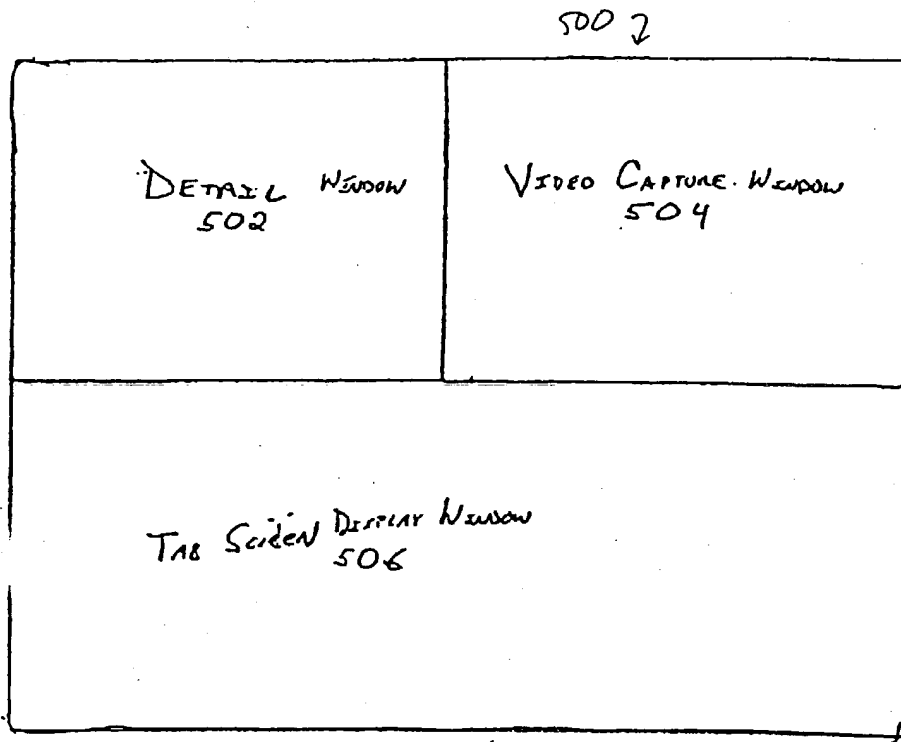 500
DETAIL WINDOW
502
VIDEO CAPTURE WINDOW
504
TAB SCREEN DISPLAY WINDOW
506